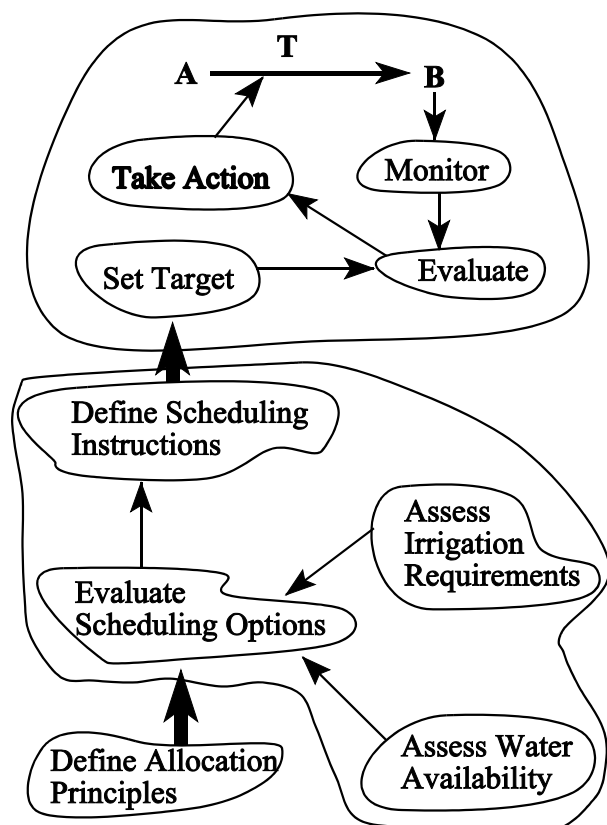 T
A
B
Take Action
Monitor
Set Target
Evaluate
Define Scheduling
Instructions
Assess
Irrigation
Requirements
Evaluate
Scheduling Options
Define Allocation
Principles
Assess Water
Availability